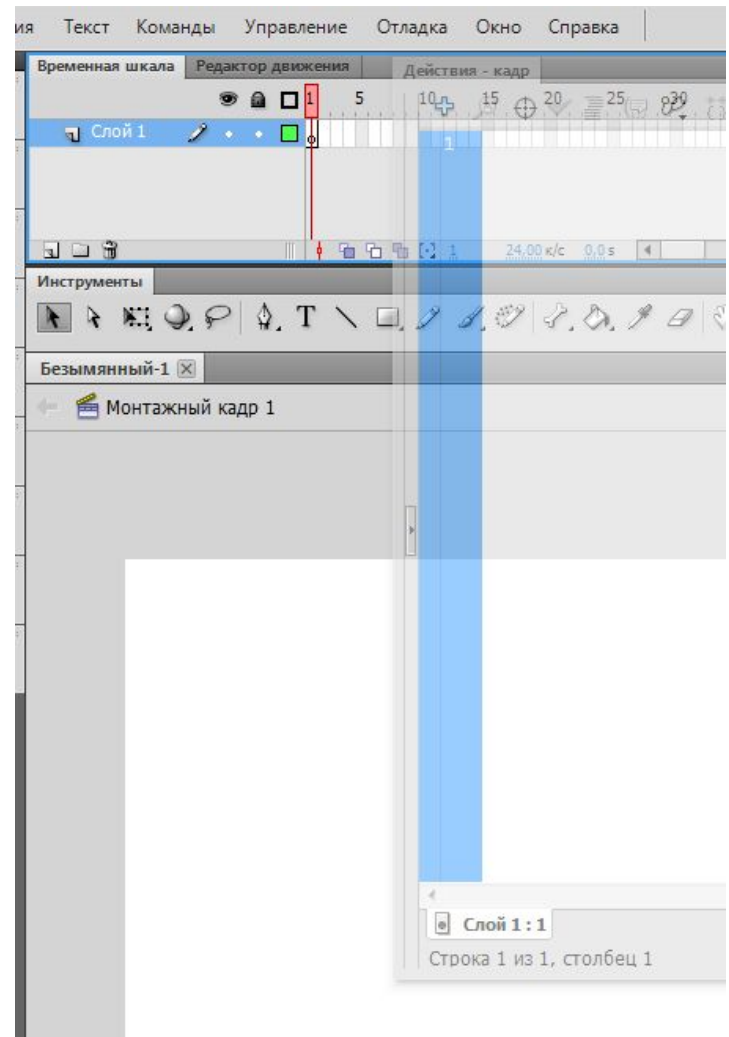 ия Текст Команды Управление Отладка Окно Справка
Временная шкала Редактор движения Действия - кадр
1 5 10 15 20 25 30
Слой 1
1
1 24.00 к/с 0.0 s
Инструменты
T
Безымянный-1
Монтажный кадр 1
Слой 1 : 1
Строка 1 из 1, столбец 1